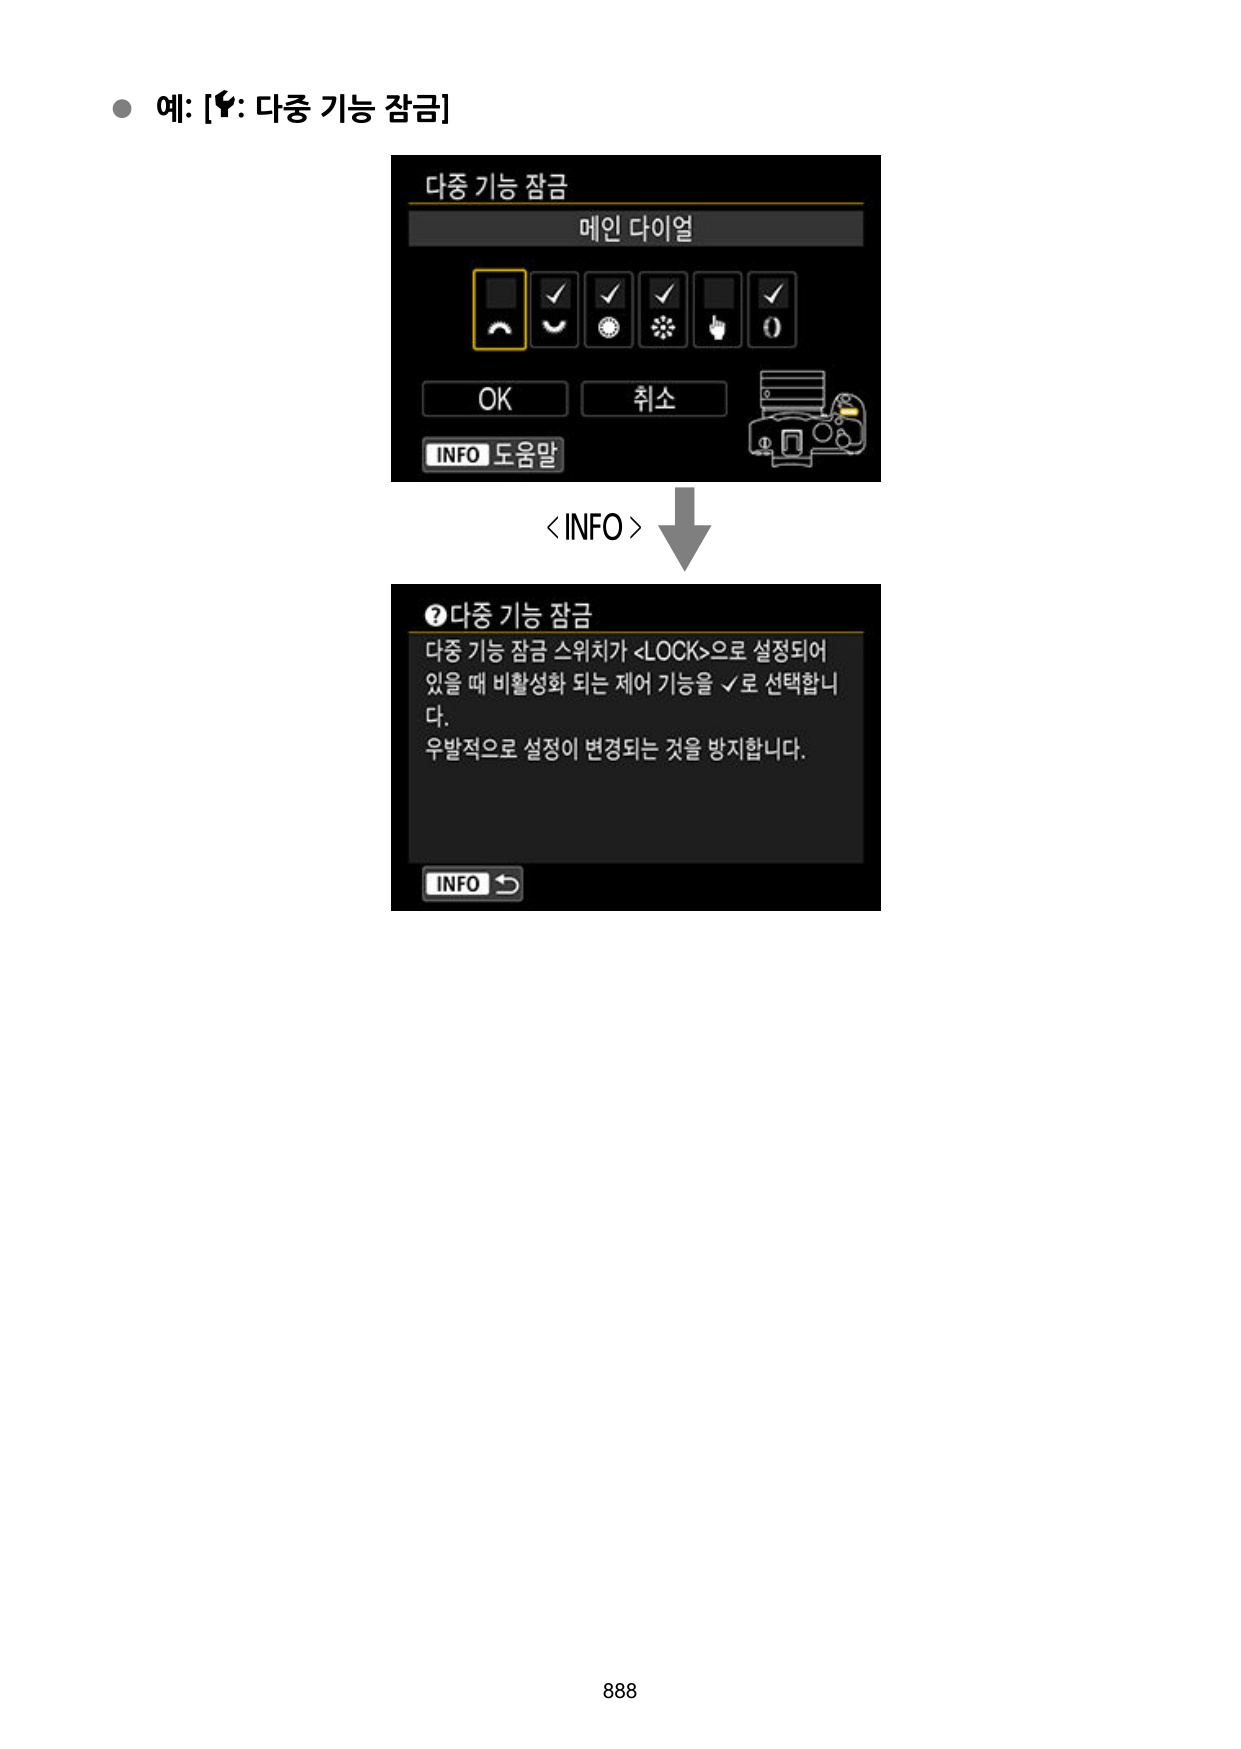 예: [: 다중 기능 잠금]
다중 기능 잠금
메인 다이얼
OK 취소
INFO 도움말
<INFO>
?다중 기능 잠금
다중 기능 잠금 스위치가 <LOCK>으로 설정되어
있을 때 비활성화 되는 제어 기능을 ✓로 선택합니
다.
우발적으로 설정이 변경되는 것을 방지합니다.
INFO
888